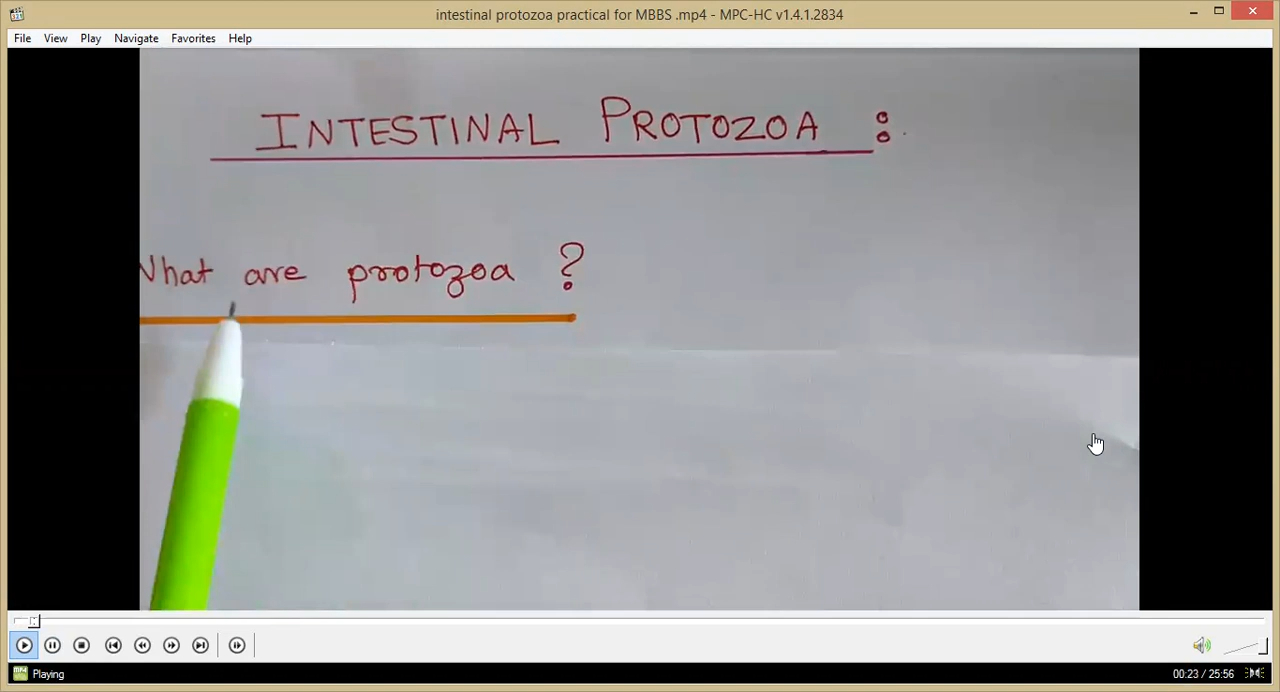 intestinal protozoa practical for MBBS .mp4 - MPC-HC v1.4.1.2834
File View Play Navigate Favorites Help
INTESTINAL PROTOZOA :
What are protozoa ?
Playing 00:23 / 25:56